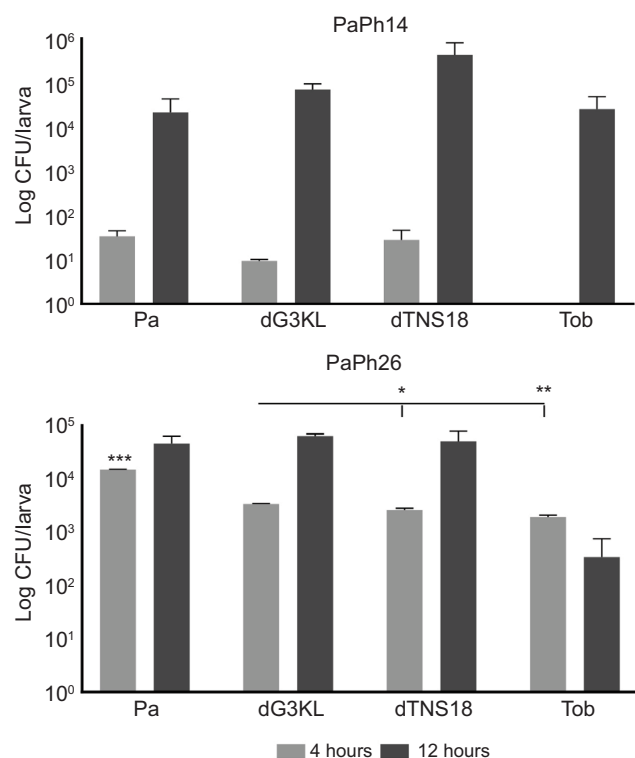 PaPh14
Log CFU/larva
10⁶
10⁵
10⁴
10³
10²
10¹
10⁰
Pa dG3KL dTNS18 Tob
PaPh26
* **
***
Log CFU/larva
10⁵
10⁴
10³
10²
10¹
10⁰
Pa dG3KL dTNS18 Tob
4 hours 12 hours